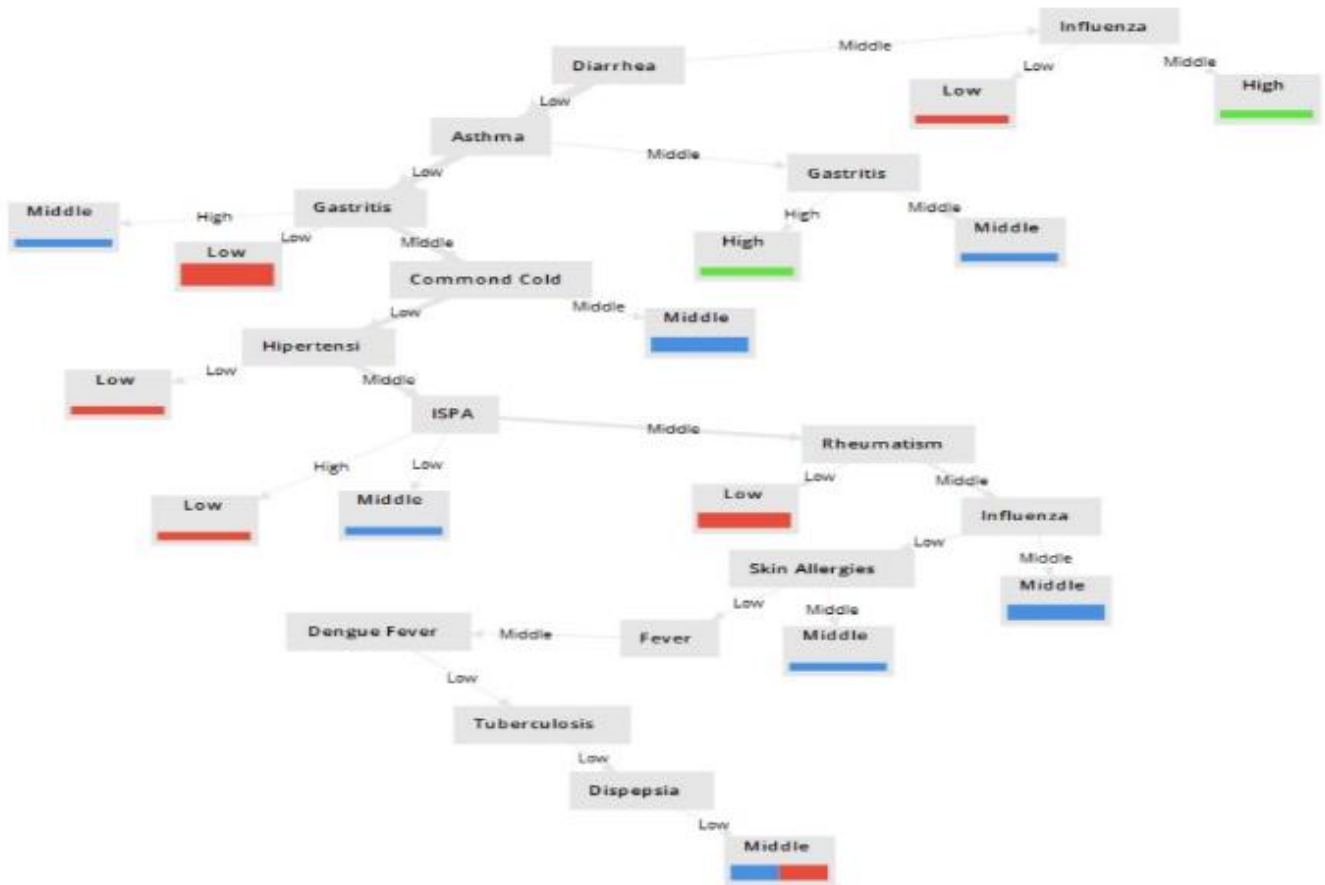 Influenza
Middle
Diarrhea
Low
Middle
Low
High
Low
Asthma
Middle
Low
Gastritis
Gastritis
Middle
High
Low
Middle
High
Middle
Low
High
Middle
Commond Cold
Middle
Low
Middle
Hipertensi
Low
Low
Middle
ISPA
Middle
Rheumatism
High
Low
Low
Middle
Low
Middle
Low
Influenza
Low
Middle
Skin Allergies
Middle
Low
Middle
Dengue Fever
Middle
Fever
Middle
Low
Tuberculosis
Low
Dispepsia
Low
Middle